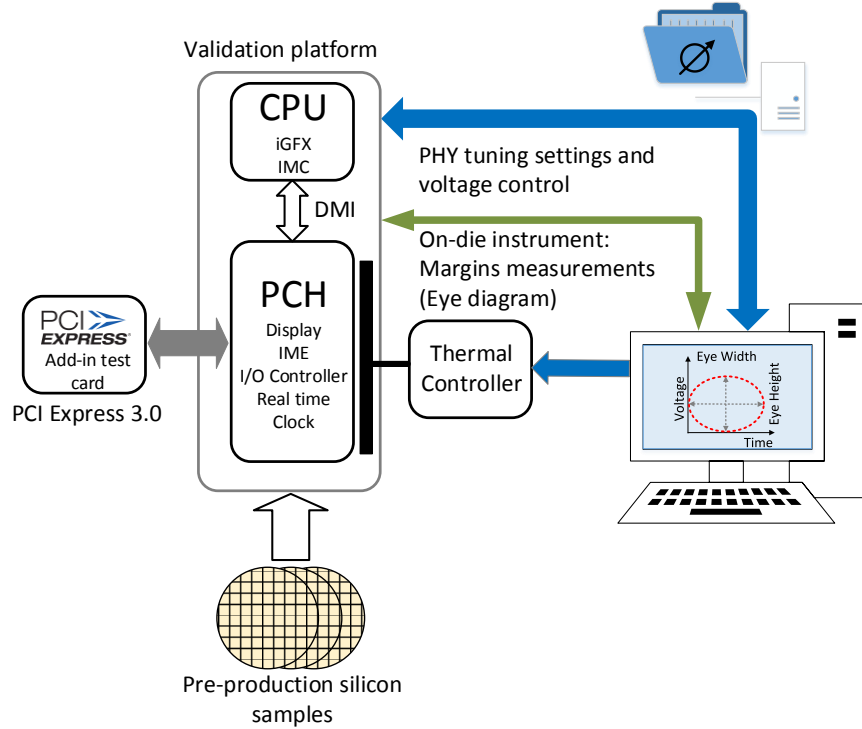 Validation platform
CPU
iGFX
IMC
DMI
PHY tuning settings and
voltage control
On-die instrument:
Margins measurements
(Eye diagram)
PCH
Display
IME
I/O Controller
Real time
Clock
PCI
EXPRESS®
Add-in test
card
PCI Express 3.0
Thermal
Controller
Eye Width
Voltage
Eye Height
Time
Pre-production silicon
samples